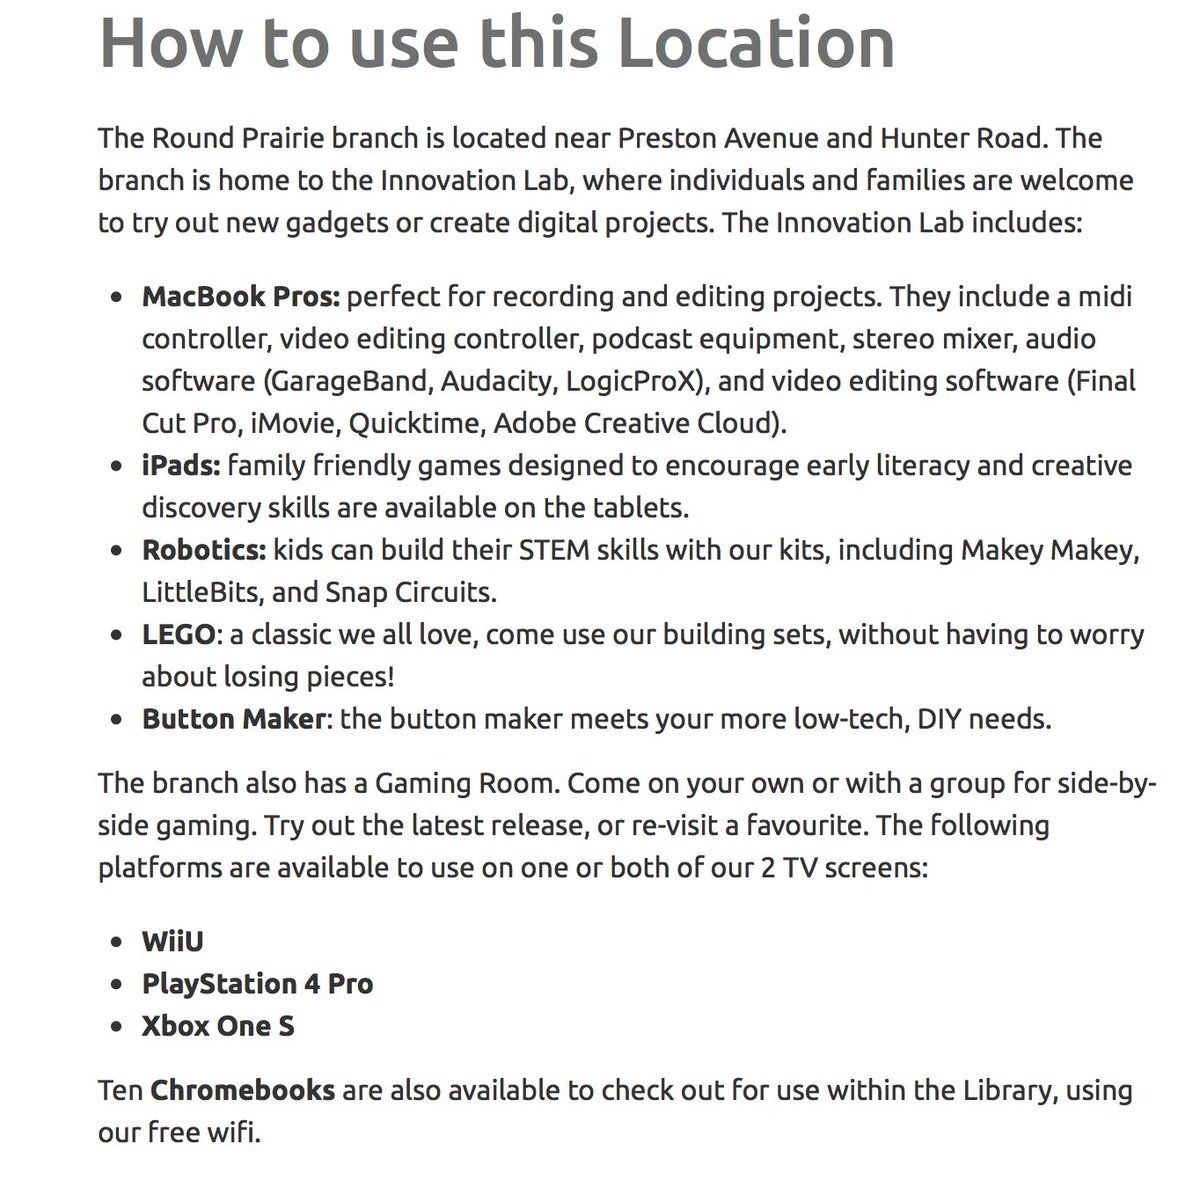 How to use this Location
The Round Prairie branch is located near Preston Avenue and Hunter Road. The
branch is home to the Innovation Lab, where individuals and families are welcome
to try out new gadgets or create digital projects. The Innovation Lab includes:
• MacBook Pros: perfect for recording and editing projects. They include a midi
controller, video editing controller, podcast equipment, stereo mixer, audio
software (GarageBand, Audacity, LogicProX), and video editing software (Final
Cut Pro, iMovie, Quicktime, Adobe Creative Cloud).
• iPads: family friendly games designed to encourage early literacy and creative
discovery skills are available on the tablets.
• Robotics: kids can build their STEM skills with our kits, including Makey Makey,
LittleBits, and Snap Circuits.
• LEGO: a classic we all love, come use our building sets, without having to worry
about losing pieces!
• Button Maker: the button maker meets your more low-tech, DIY needs.
The branch also has a Gaming Room. Come on your own or with a group for side-by-
side gaming. Try out the latest release, or re-visit a favourite. The following
platforms are available to use on one or both of our 2 TV screens:
• WiiU
• PlayStation 4 Pro
• Xbox One S
Ten Chromebooks are also available to check out for use within the Library, using
our free wifi.